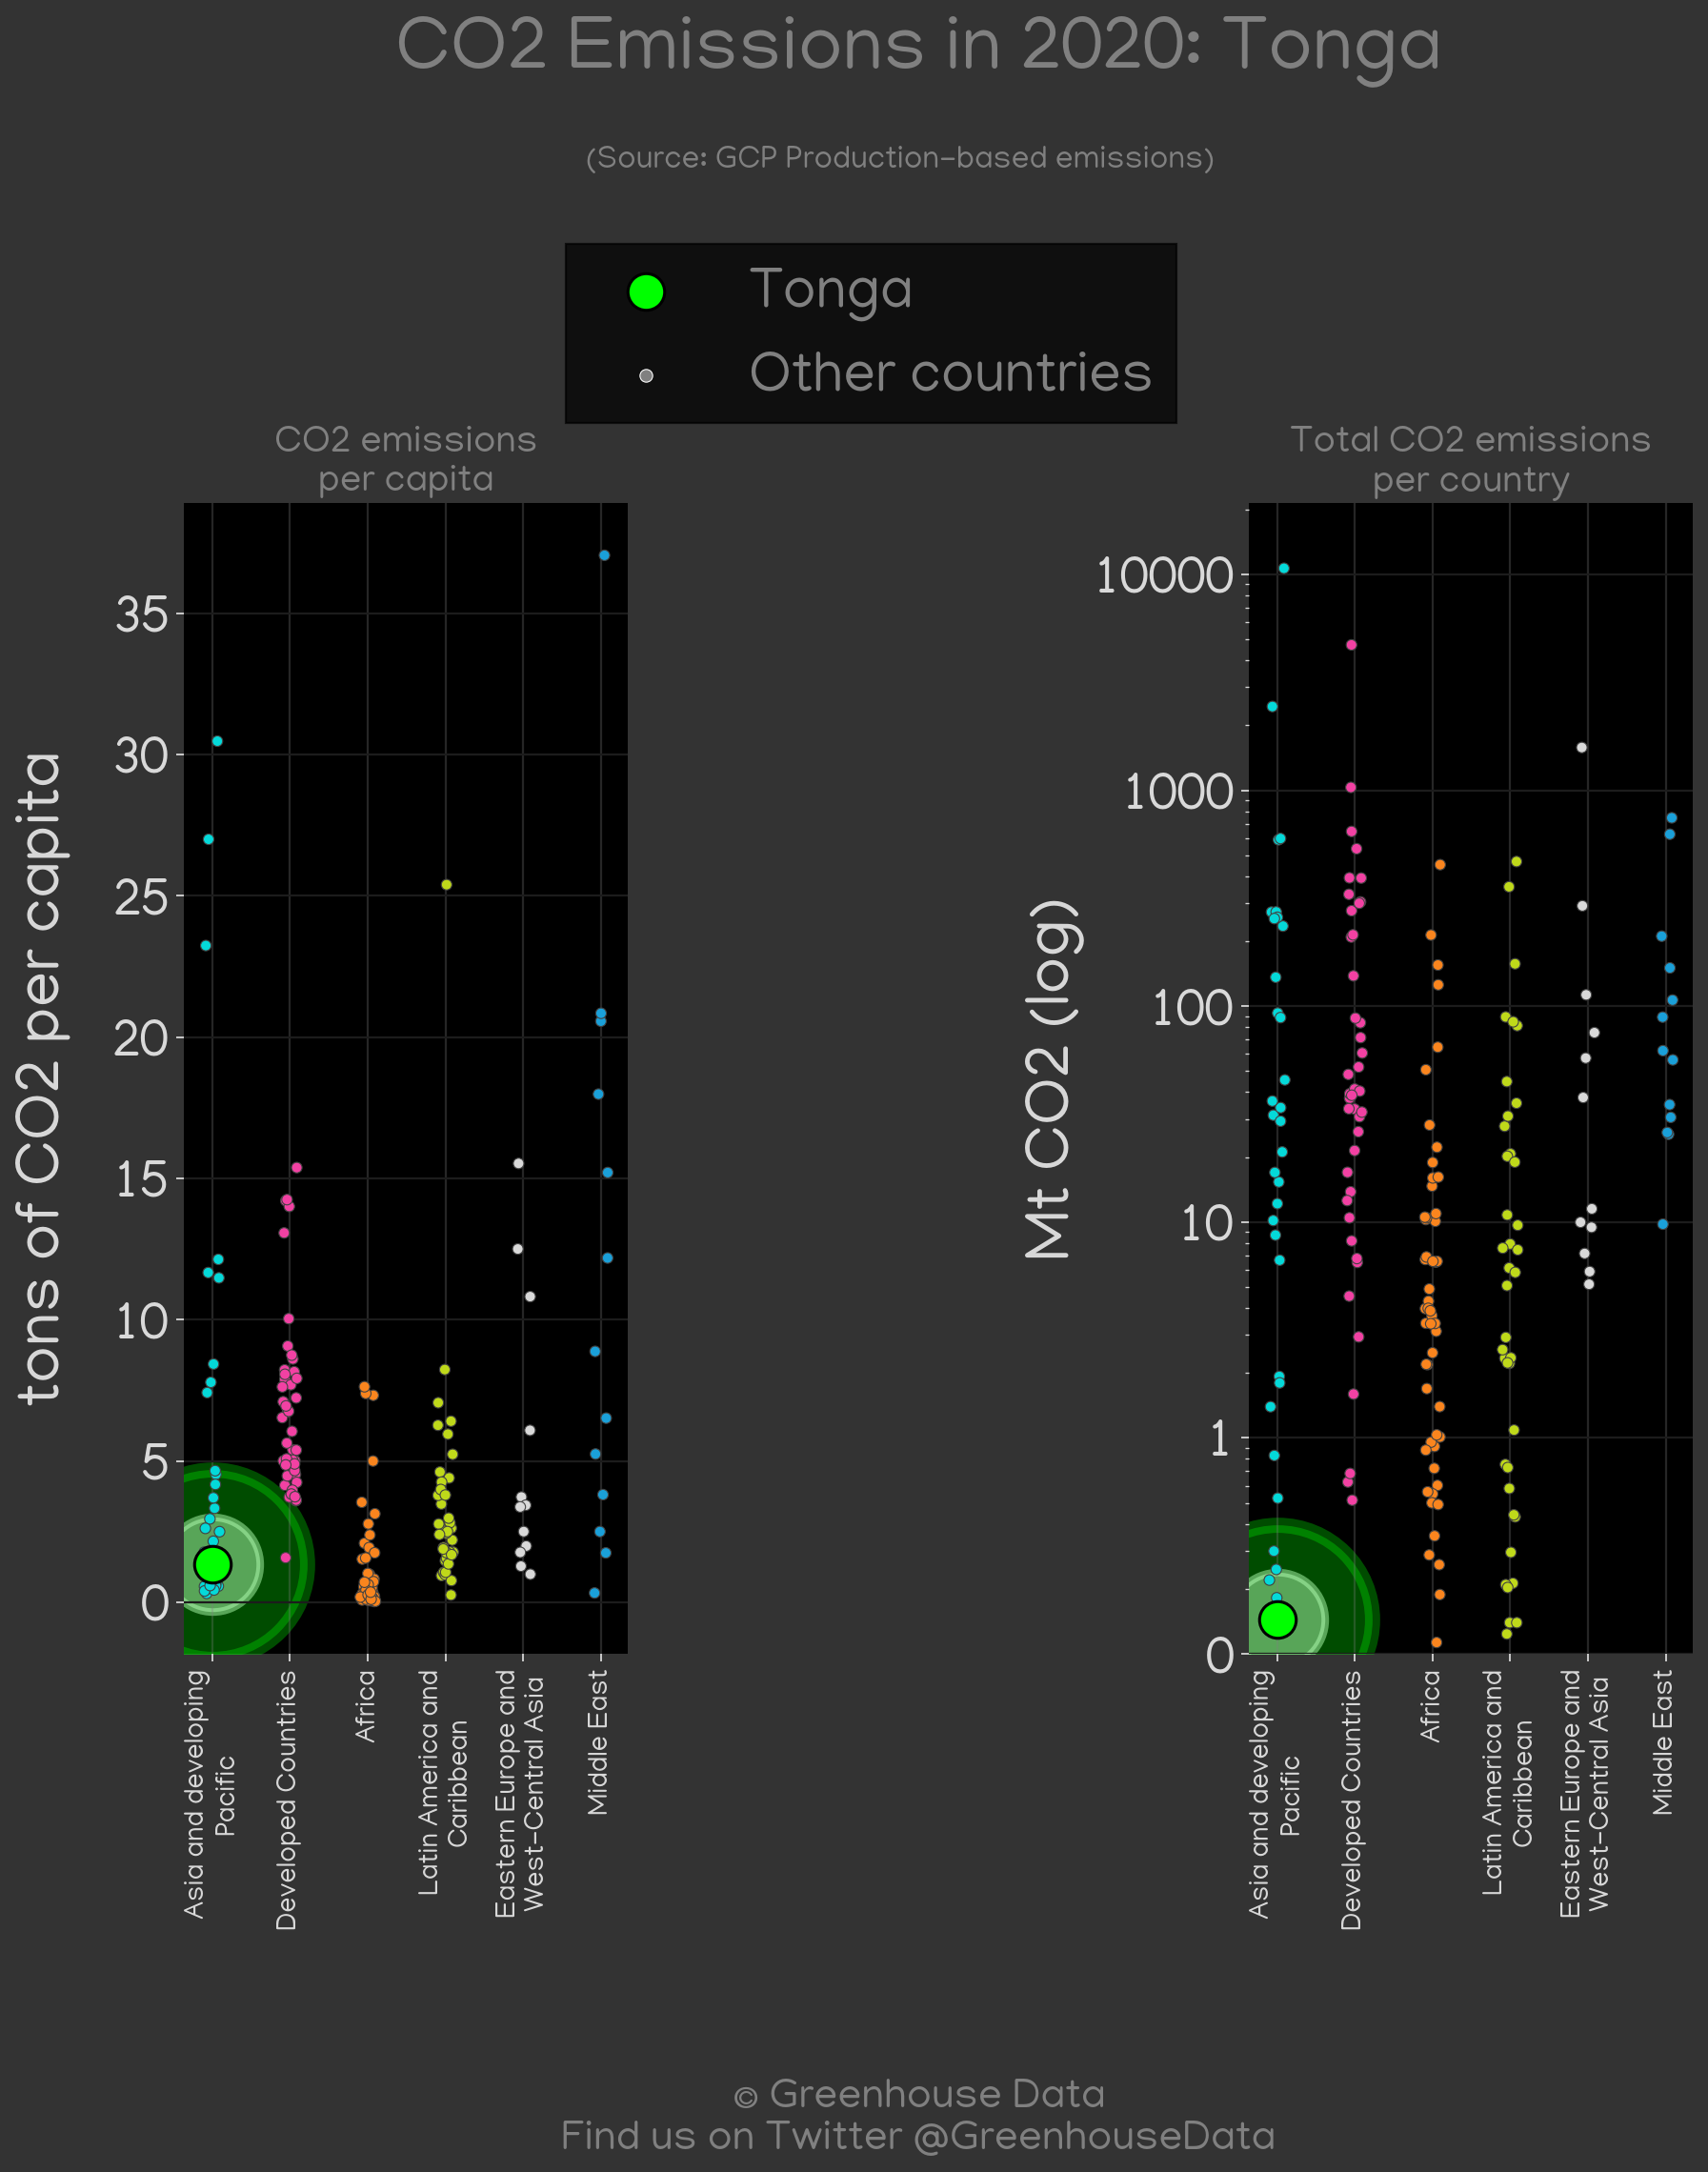 CO2 Emissions in 2020: Tonga
(Source: GCP Production-based emissions)
Tonga
Other countries
CO2 emissions
per capita
Total CO2 emissions
per country
tons of CO2 per capita
35
30
25
20
15
10
5
0
Asia and developing
Pacific
Developed Countries
Africa
Latin America and
Caribbean
Eastern Europe and
West-Central Asia
Middle East
Mt CO2 (log)
10000
1000
100
10
1
0
Asia and developing
Pacific
Developed Countries
Africa
Latin America and
Caribbean
Eastern Europe and
West-Central Asia
Middle East
© Greenhouse Data
Find us on Twitter @GreenhouseData